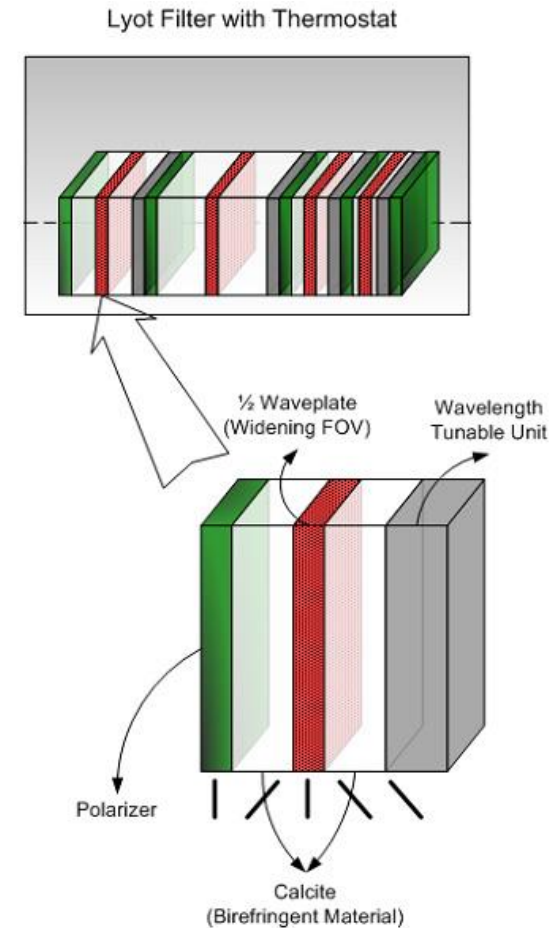 Lyot Filter with Thermostat
½ Waveplate
(Widening FOV)
Wavelength
Tunable Unit
Polarizer
Calcite
(Birefringent Material)